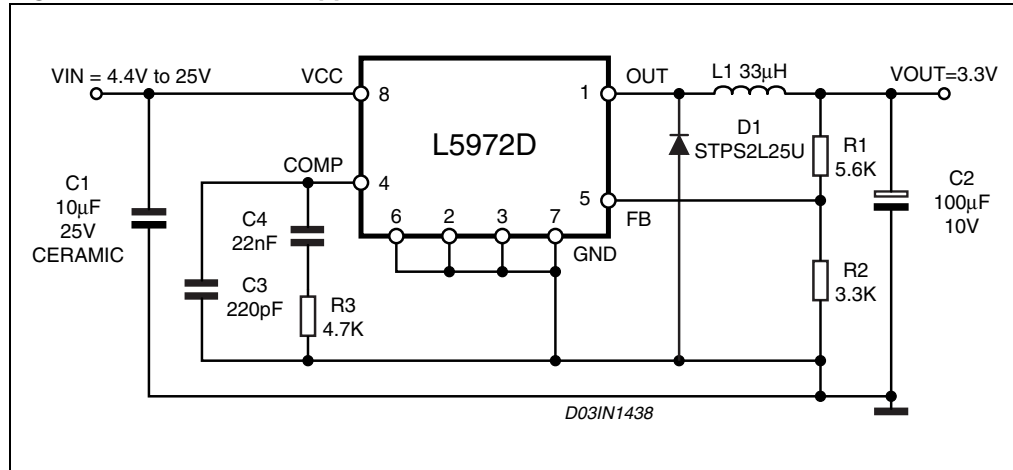 VIN = 4.4V to 25V
VCC
8
L5972D
1
OUT
L1 33μH
VOUT=3.3V
D1
STPS2L25U
R1
5.6K
COMP
4
5
FB
C1
10μF
25V
CERAMIC
C4
22nF
6
2
3
7
GND
C2
100μF
10V
C3
220pF
R3
4.7K
R2
3.3K
D03IN1438